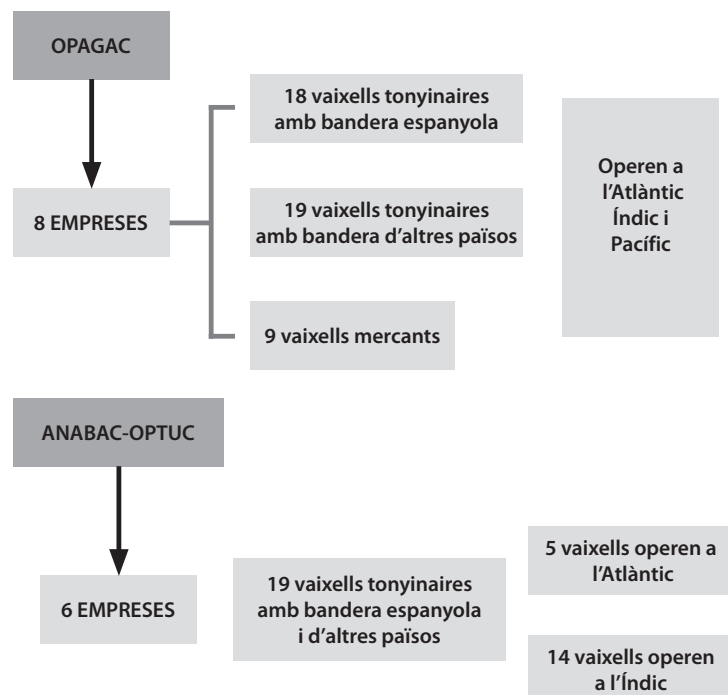 OPAGAC
8 EMPRESES
18 vaixells tonyinaires
amb bandera espanyola
19 vaixells tonyinaires
amb bandera d'altres països
9 vaixells mercants
Operen a
l'Atlàntic
Índic i
Pacífic
ANABAC-OPTUC
6 EMPRESES
19 vaixells tonyinaires
amb bandera espanyola
i d'altres països
5 vaixells operen a
l'Atlàntic
14 vaixells operen
a l'Índic